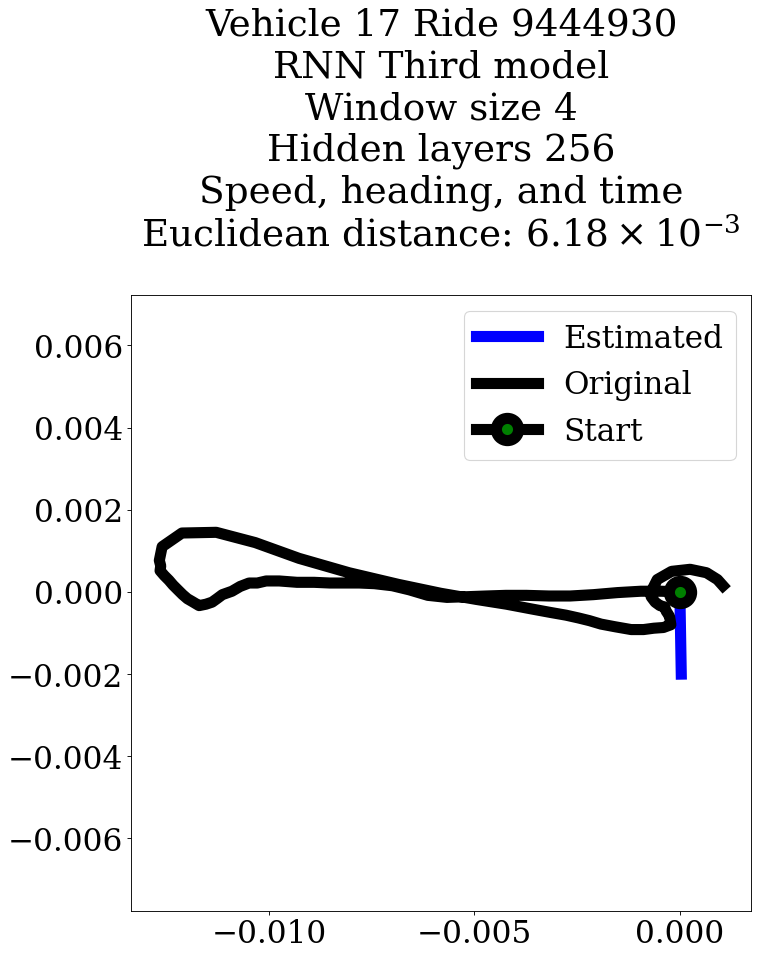 Vehicle 17 Ride 9444930
RNN Third model
Window size 4
Hidden layers 256
Speed, heading, and time
Euclidean distance: 6.18 × 10⁻³
Estimated
Original
Start
0.006
0.004
0.002
0.000
−0.002
−0.004
−0.006
−0.010
−0.005
0.000